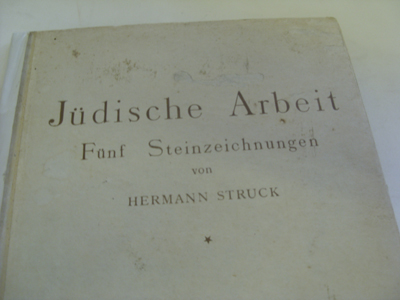 Jüdische Arbeit
Fünf Steinzeichnungen
von
HERMANN STRUCK